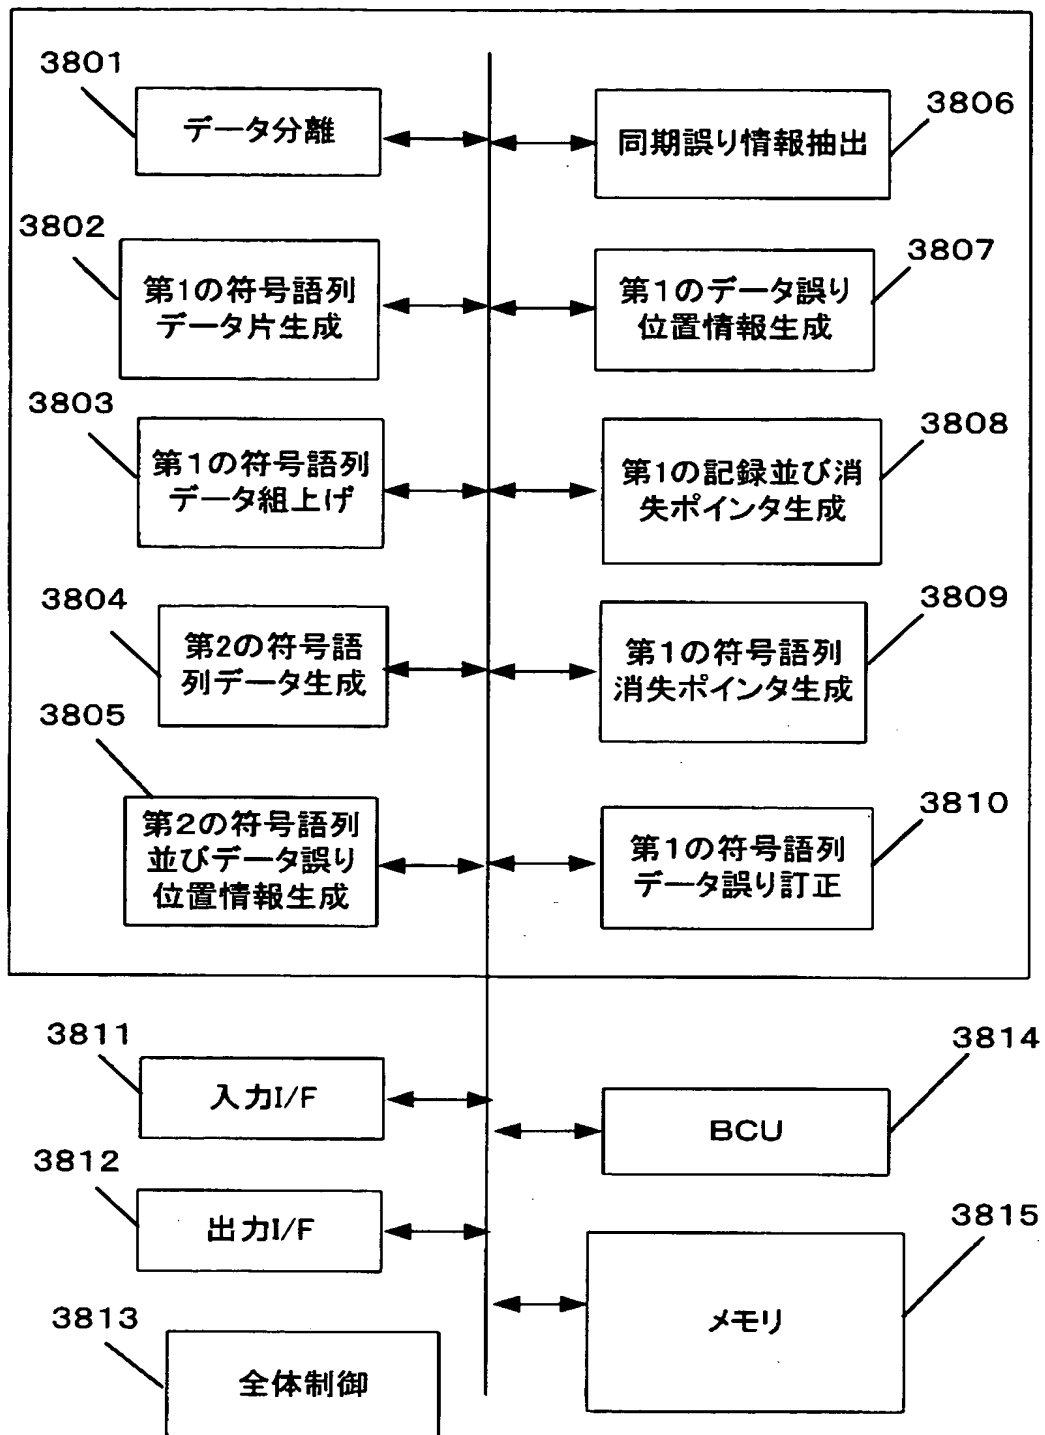 3801
データ分離
3806
同期誤り情報抽出
3802
第1の符号語列
データ片生成
3807
第1のデータ誤り
位置情報生成
3803
第1の符号語列
データ組上げ
3808
第1の記録並び消
失ポインタ生成
3804
第2の符号語
列データ生成
3809
第1の符号語列
消失ポインタ生成
3805
第2の符号語列
並びデータ誤り
位置情報生成
3810
第1の符号語列
データ誤り訂正
3811
入力I/F
3814
BCU
3812
出力I/F
3815
メモリ
3813
全体制御